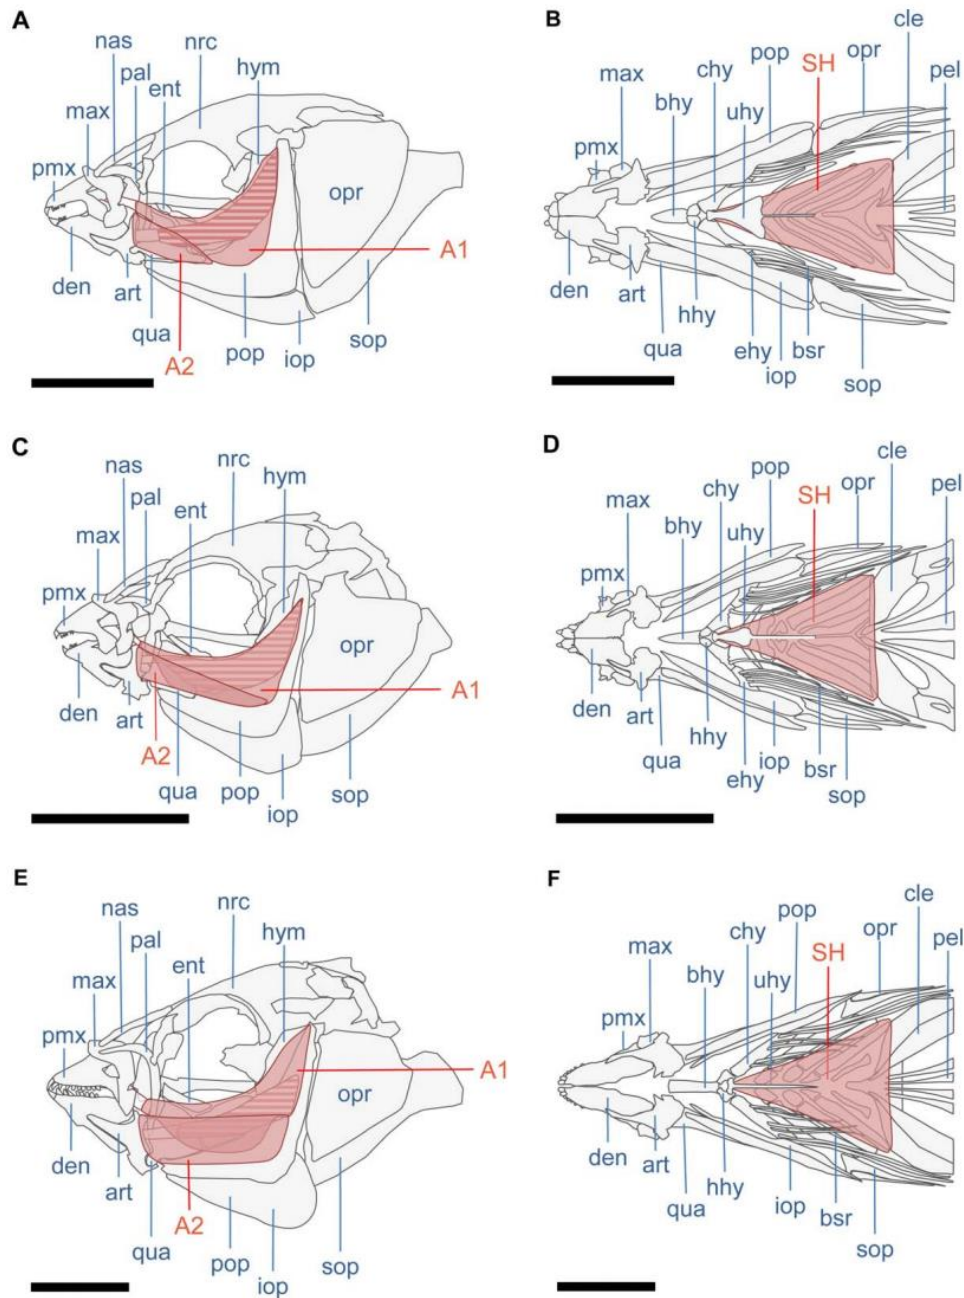 A
nas
nrc
pal
ent
hym
max
pmx
opr
A1
den
art
qua
A2
pop
iop
sop
B
cle
SH
opr
pop
pel
chy
max
bhy
uhy
pmx
den
art
qua
hhy
ehy
bsr
iop
sop
C
nas
nrc
pal
ent
hym
max
pmx
opr
A1
den
art
A2
qua
pop
iop
sop
D
cle
pop
SH
opr
pel
max
chy
bhy
uhy
pmx
den
art
qua
hhy
ehy
iop
bsr
sop
E
nas
nrc
pal
ent
hym
max
pmx
A1
opr
den
art
qua
A2
pop
iop
sop
F
cle
pop
opr
max
chy
SH
pel
bhy
uhy
pmx
den
art
qua
hhy
iop
bsr
sop